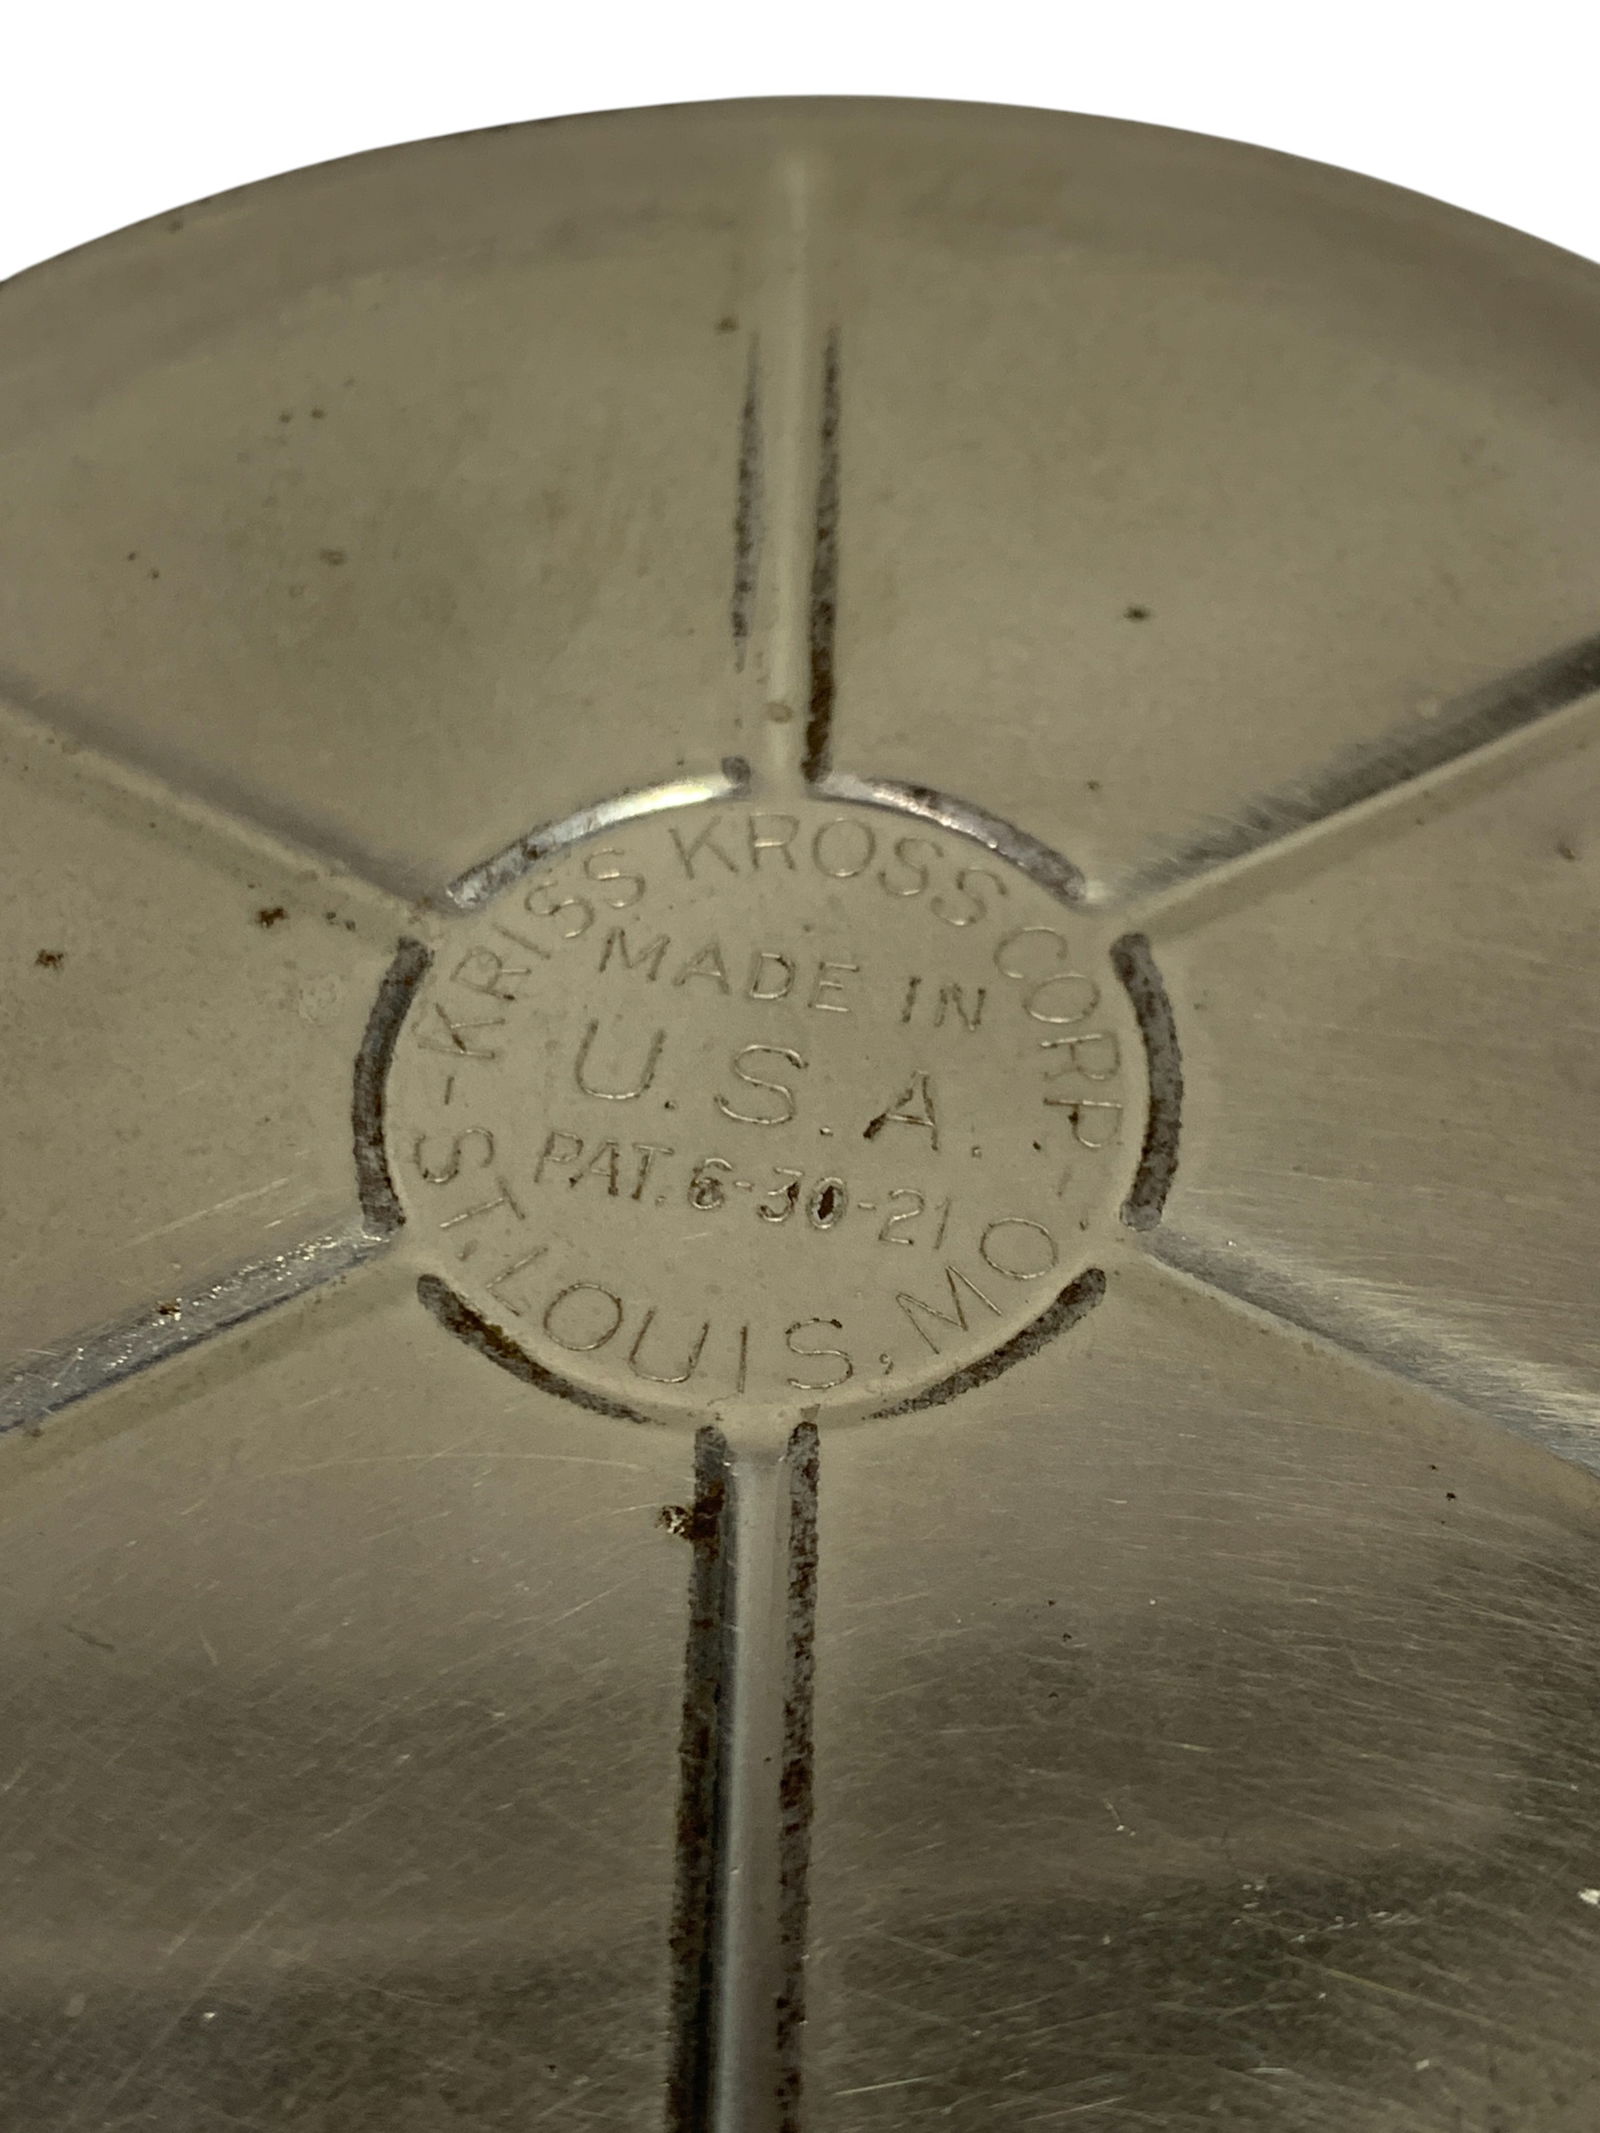 -KRISS KROSS CORP.-
MADE IN
U.S.A.
PAT. 6-30-21
ST. LOUIS, MO.